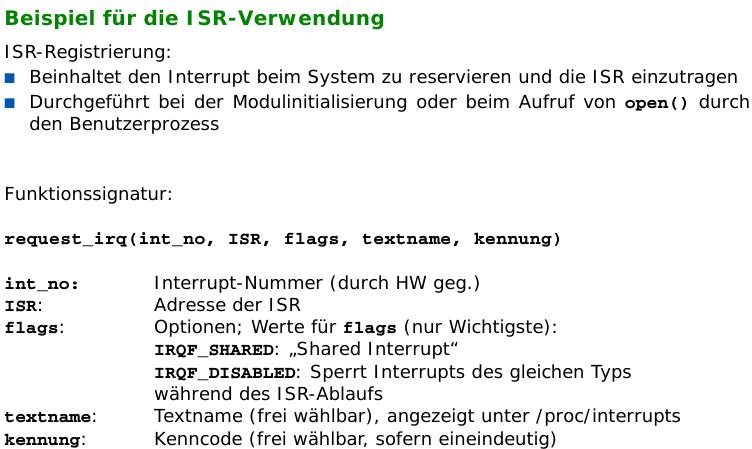 Beispiel für die ISR-Verwendung
ISR-Registrierung:
■ Beinhaltet den Interrupt beim System zu reservieren und die ISR einzutragen
■ Durchgeführt bei der Modulinitialisierung oder beim Aufruf von open() durch
den Benutzerprozess
Funktionssignatur:
request_irq(int_no, ISR, flags, textname, kennung)
int_no: Interrupt-Nummer (durch HW geg.)
ISR: Adresse der ISR
flags: Optionen; Werte für flags (nur Wichtigste):
IRQF_SHARED: „Shared Interrupt“
IRQF_DISABLED: Sperrt Interrupts des gleichen Typs
während des ISR-Ablaufs
textname: Textname (frei wählbar), angezeigt unter /proc/interrupts
kennung: Kenncode (frei wählbar, sofern eineindeutig)